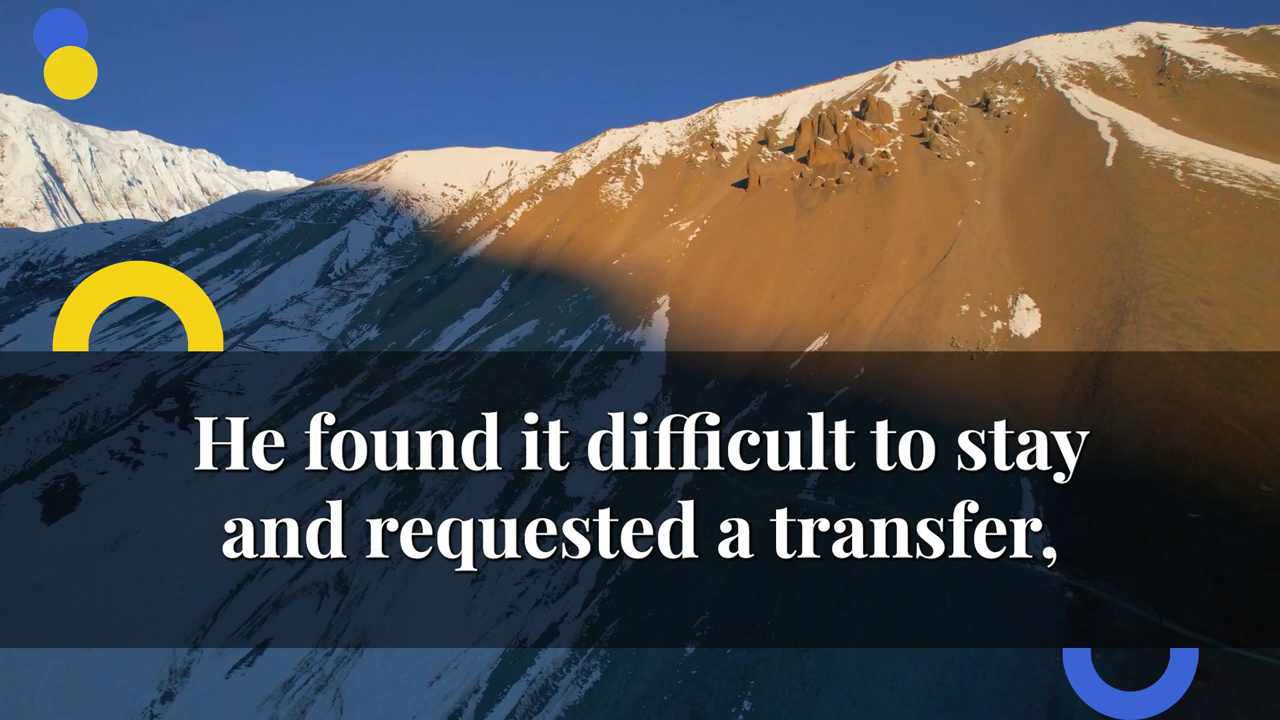 He found it difficult to stay
and requested a transfer,